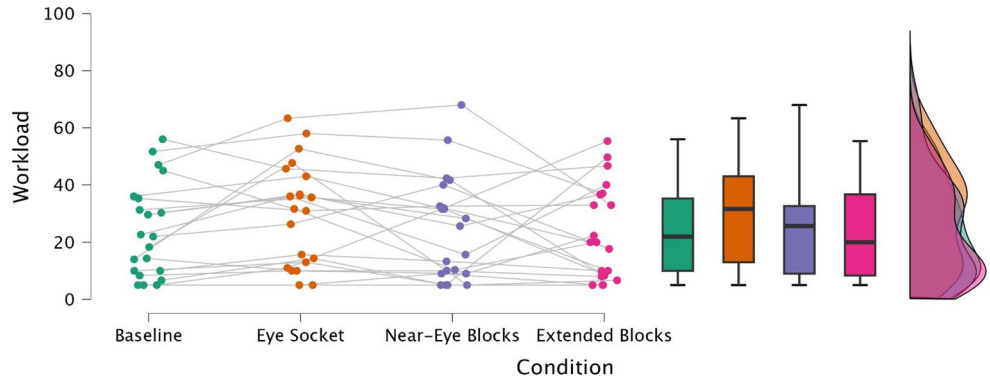 100
80
60
40
20
0
Workload
Baseline
Eye Socket
Near-Eye Blocks
Extended Blocks
Condition